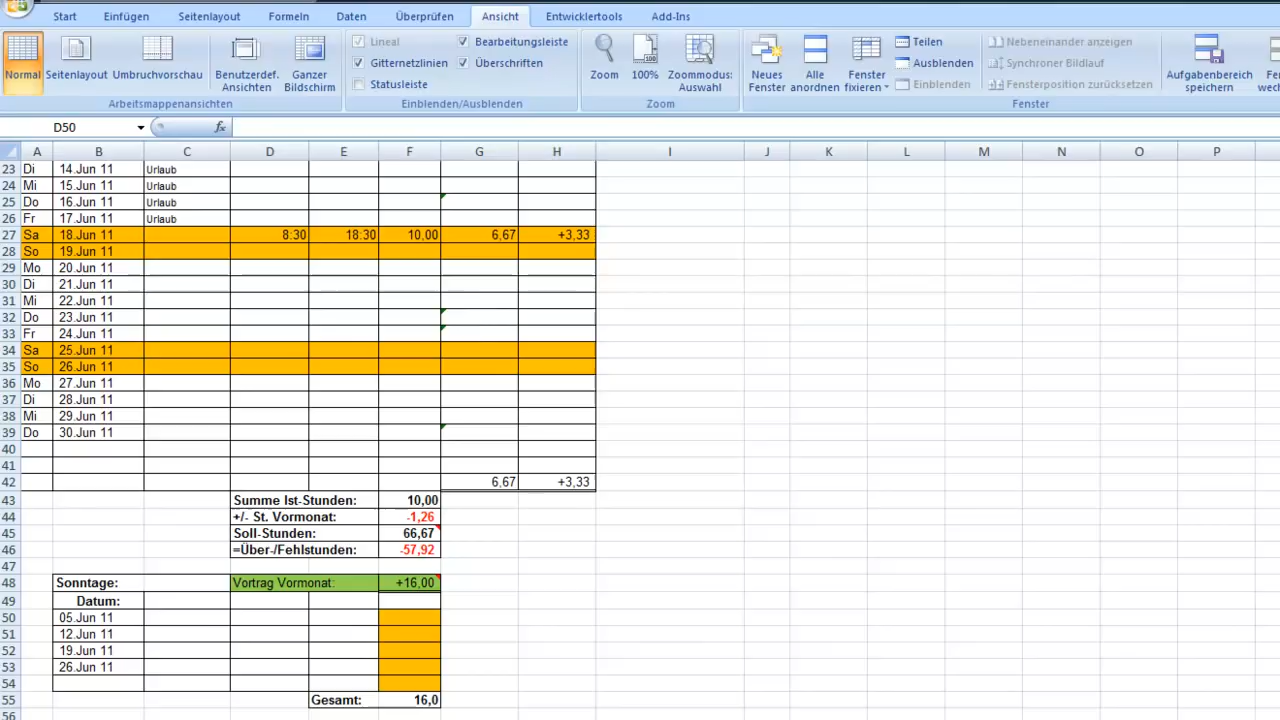 Start Einfügen Seitenlayout Formeln Daten Überprüfen Ansicht Entwicklertools Add-Ins
Normal Seitenlayout Umbruchvorschau Benutzerdef. Ansichten Ganzer Bildschirm
Arbeitsmappenansichten
Lineal Bearbeitungsleiste
Gitternetzlinien Überschriften
Statusleiste
Einblenden/Ausblenden
Zoom 100% Zoommodus: Auswahl
Zoom
Neues Fenster Alle anordnen Fenster fixieren
Teilen Nebeneinander anzeigen
Ausblenden Synchroner Bildlauf
Einblenden Fensterposition zurücksetzen
Aufgabenbereich speichern
Fenster
D50 fx
A B C D E F G H I J K L M N O P
23 Di 14.Jun 11 Urlaub
24 Mi 15.Jun 11 Urlaub
25 Do 16.Jun 11 Urlaub
26 Fr 17.Jun 11 Urlaub
27 Sa 18.Jun 11 8:30 18:30 10,00 6,67 +3,33
28 So 19.Jun 11
29 Mo 20.Jun 11
30 Di 21.Jun 11
31 Mi 22.Jun 11
32 Do 23.Jun 11
33 Fr 24.Jun 11
34 Sa 25.Jun 11
35 So 26.Jun 11
36 Mo 27.Jun 11
37 Di 28.Jun 11
38 Mi 29.Jun 11
39 Do 30.Jun 11
40
41
42 6,67 +3,33
43 Summe Ist-Stunden: 10,00
44 +/- St. Vormonat: -1,26
45 Soll-Stunden: 66,67
46 =Über-/Fehlstunden: -57,92
47
48 Sonntage: Vortrag Vormonat: +16,00
49 Datum:
50 05.Jun 11
51 12.Jun 11
52 19.Jun 11
53 26.Jun 11
54
55 Gesamt: 16,0
56